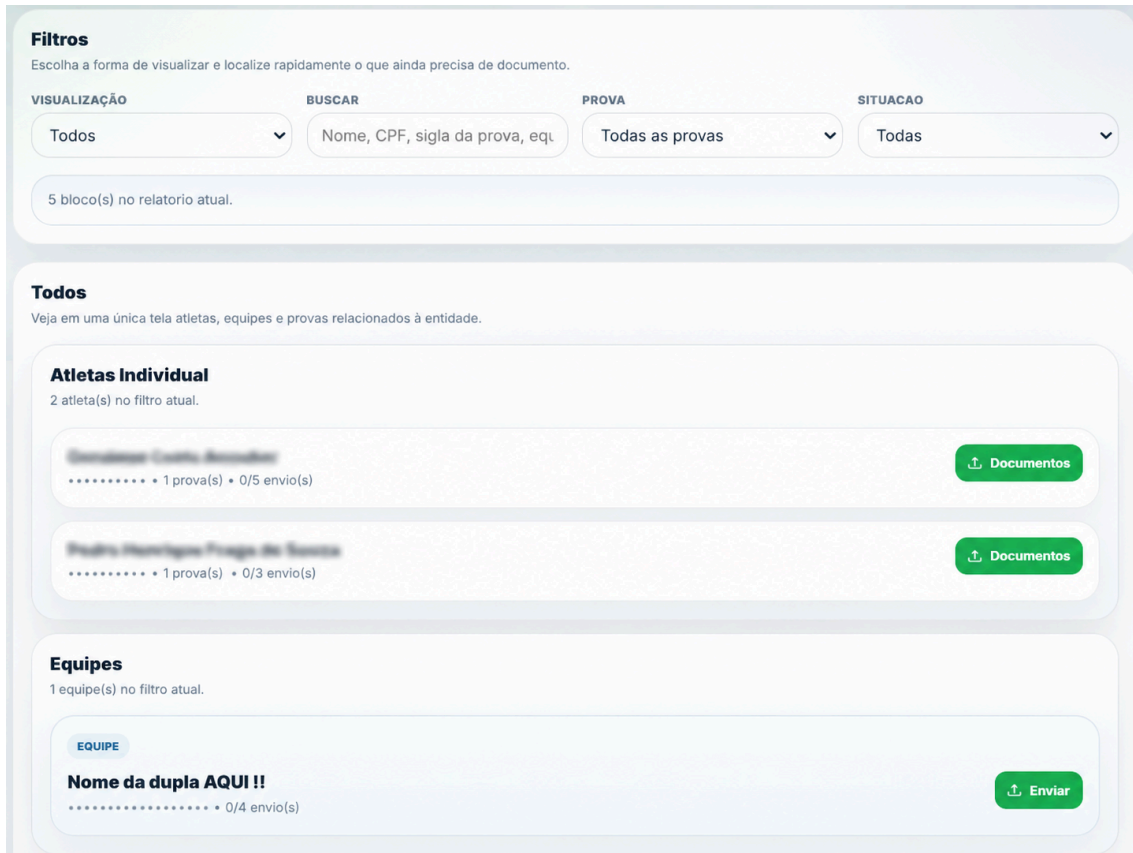 Filtros
Escolha a forma de visualizar e localize rapidamente o que ainda precisa de documento.
VISUALIZAÇÃO BUSCAR PROVA SITUACAO
Todos Nome, CPF, sigla da prova, equ Todas as provas Todas
5 bloco(s) no relatorio atual.
Todos
Veja em uma única tela atletas, equipes e provas relacionados à entidade.
Atletas Individual
2 atleta(s) no filtro atual.
Documentos
•••••••••• • 1 prova(s) • 0/5 envio(s)
Documentos
•••••••••• • 1 prova(s) • 0/3 envio(s)
Equipes
1 equipe(s) no filtro atual.
EQUIPE
Nome da dupla AQUI !!
Enviar
•••••••••••••••••• • 0/4 envio(s)